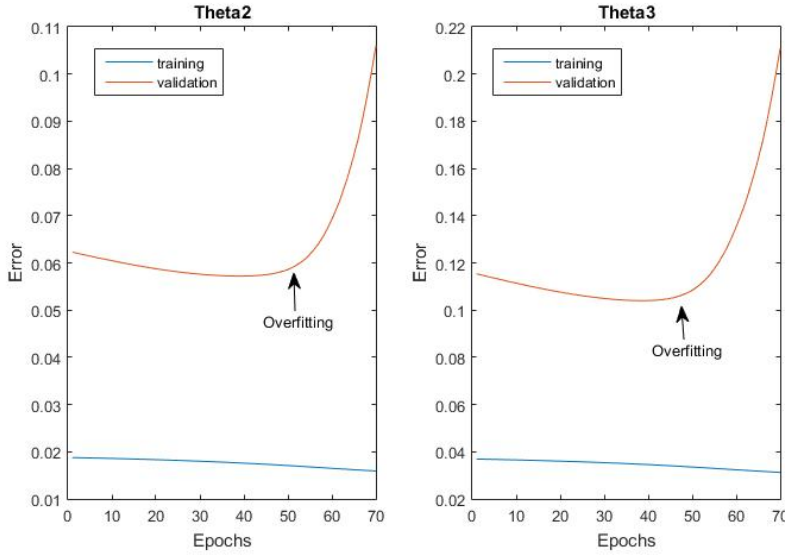 Theta2
0.11
0.1
0.09
0.08
0.07
0.06
0.05
0.04
0.03
0.02
0.01
Error
training
validation
Overfitting
0 10 20 30 40 50 60 70
Epochs
Theta3
0.22
0.2
0.18
0.16
0.14
0.12
0.1
0.08
0.06
0.04
0.02
Error
training
validation
Overfitting
0 10 20 30 40 50 60 70
Epochs